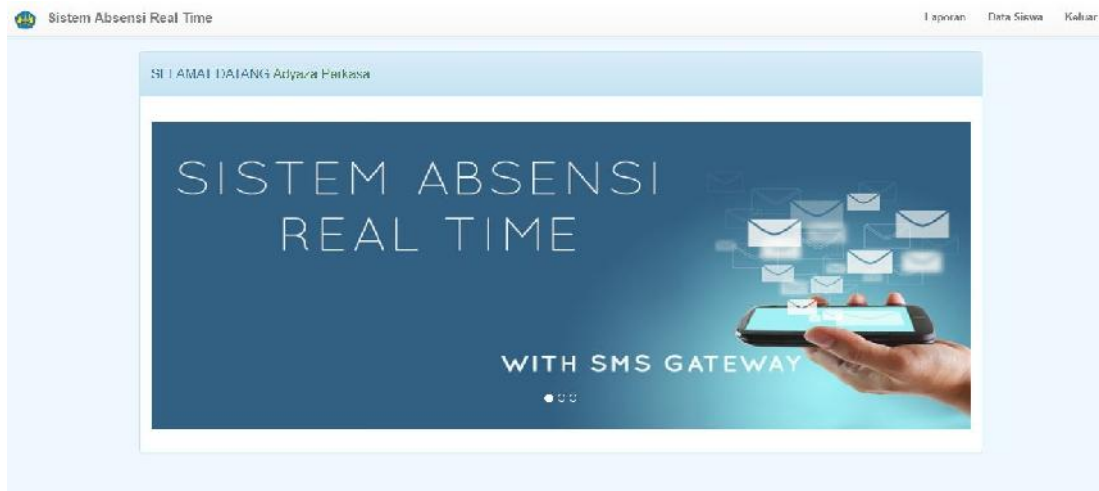 Sistem Absensi Real Time
Laporan Data Siswa Keluar
SELAMAT DATANG Adyaza Perkasa
SISTEM ABSENSI
REAL TIME
WITH SMS GATEWAY